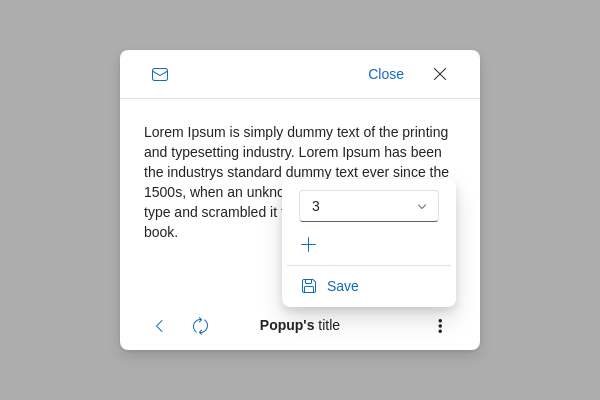 Close
Lorem Ipsum is simply dummy text of the printing
and typesetting industry. Lorem Ipsum has been
the industrys standard dummy text ever since the
1500s, when an
type and scrambled it
book.
3
Save
Popup's title